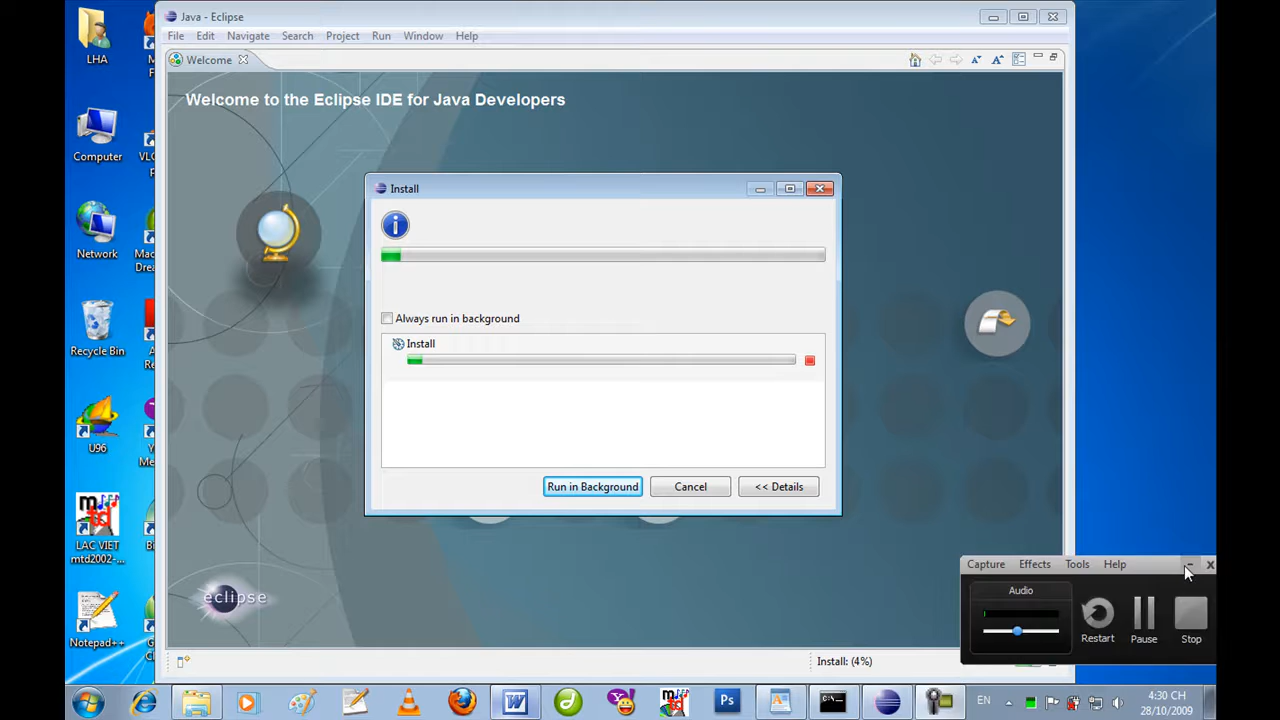 Java - Eclipse
File Edit Navigate Search Project Run Window Help
Welcome
Welcome to the Eclipse IDE for Java Developers
Install
Always run in background
Install
Run in Background
Cancel
<< Details
eclipse
Install: (4%)
LHA
Computer
Network
Recycle Bin
U96
LAC VIET
mtd2002-...
Notepad++
Capture Effects Tools Help
Audio
Restart
Pause
Stop
EN
4:30 CH
28/10/2009